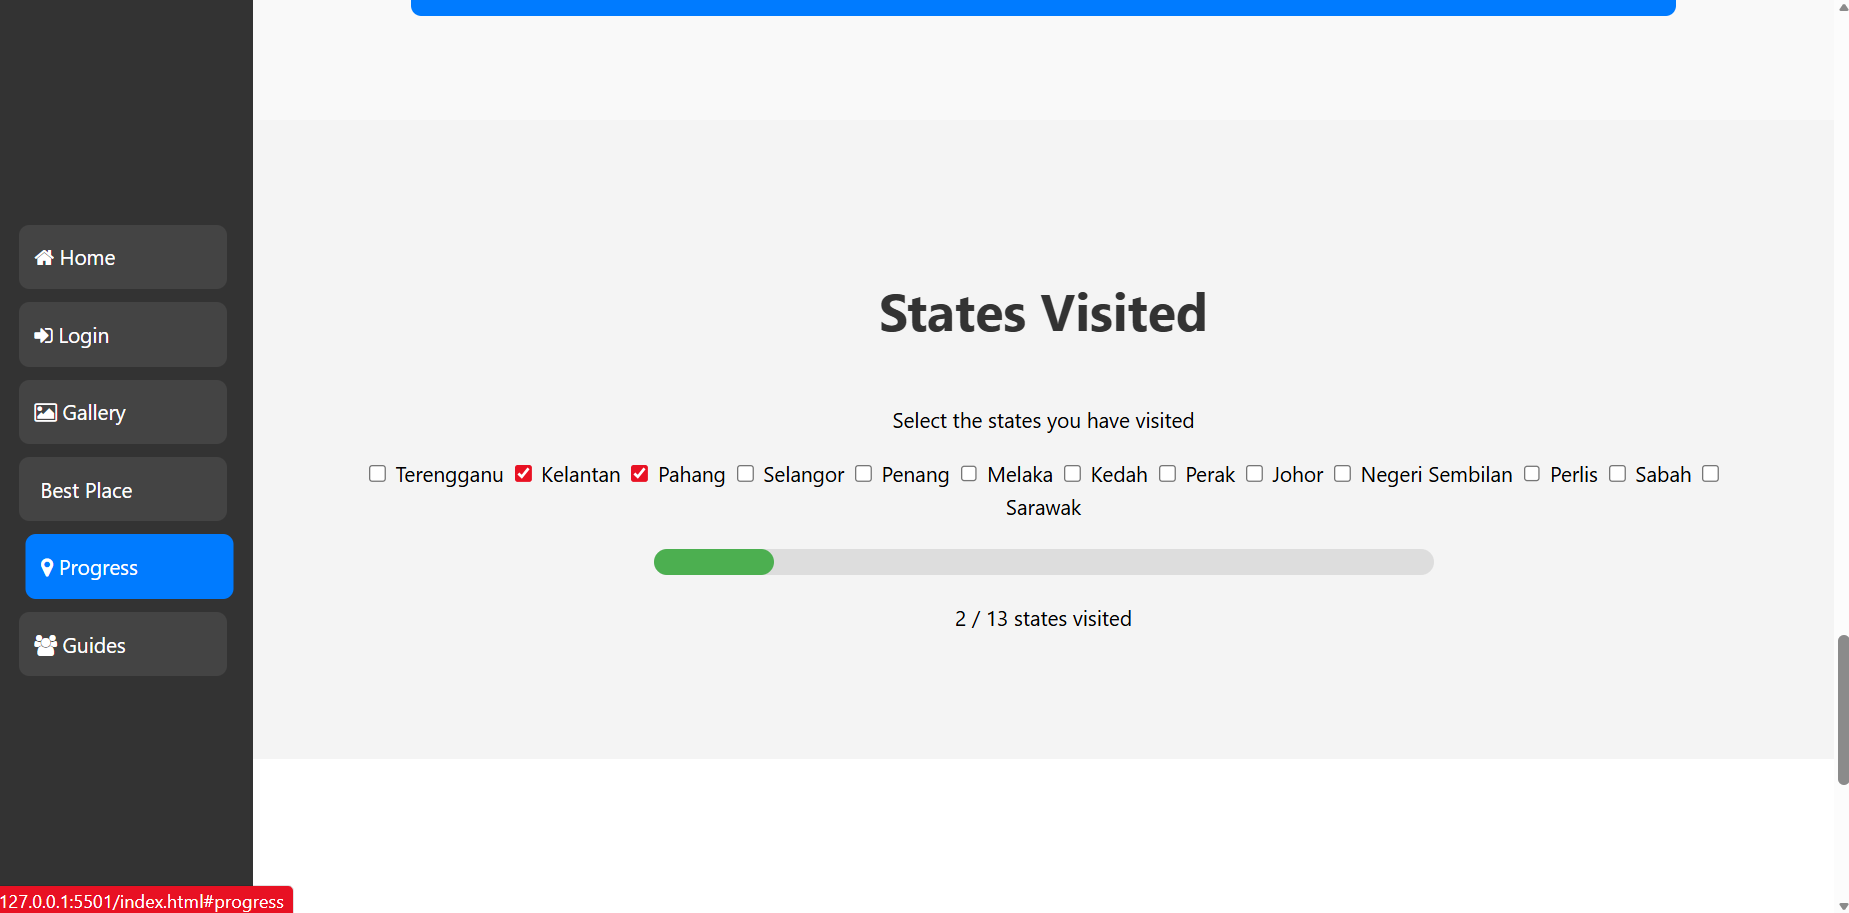 Home
Login
Gallery
Best Place
Progress
Guides
States Visited
Select the states you have visited
Terengganu Kelantan Pahang Selangor Penang Melaka Kedah Perak Johor Negeri Sembilan Perlis Sabah
Sarawak
2 / 13 states visited
127.0.0.1:5501/index.html#progress